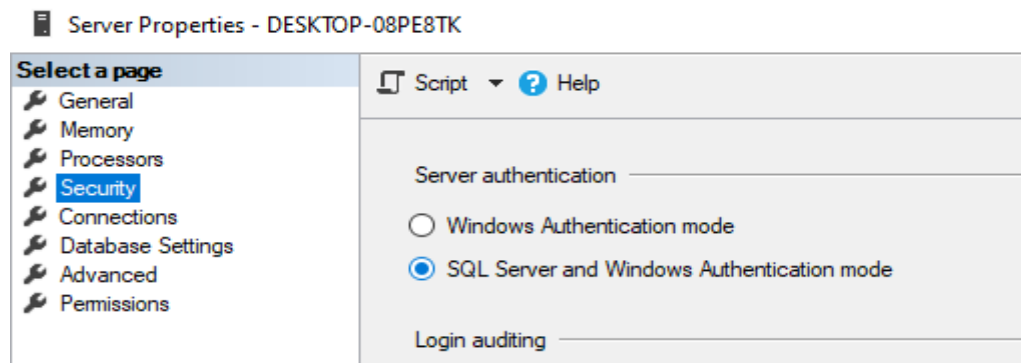 Server Properties - DESKTOP-08PE8TK
Select a page
General
Memory
Processors
Security
Connections
Database Settings
Advanced
Permissions
Script Help
Server authentication
Windows Authentication mode
SQL Server and Windows Authentication mode
Login auditing